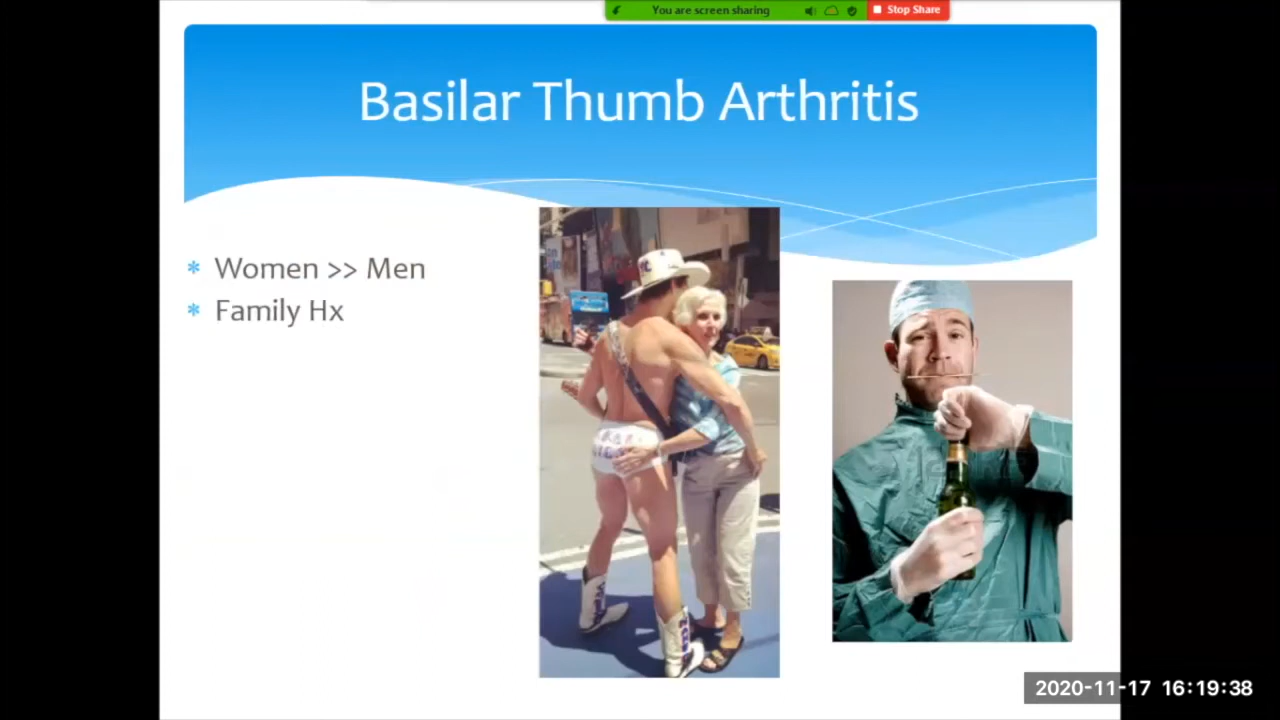 You are screen sharing
Stop Share
Basilar Thumb Arthritis
* Women >> Men
* Family Hx
2020-11-17 16:19:38